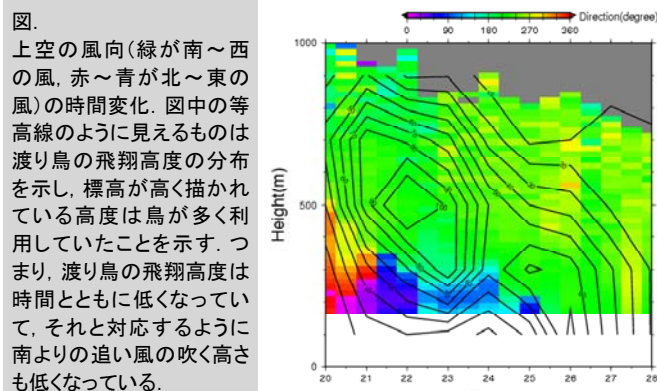 図.
上空の風向(緑が南～西
の風, 赤～青が北～東の
風)の時間変化. 図中の等
高線のように見えるものは
渡り鳥の飛翔高度の分布
を示し, 標高が高く描かれ
ている高度は鳥が多く利
用していたことを示す. つ
まり, 渡り鳥の飛翔高度は
時間とともに低くなってい
て, それと対応するように
南よりの追い風の吹く高さ
も低くなっている.
Direction(degree)
0 90 180 270 360
1000
500
0
Height(m)
20 21 22 23 24 25 26 27 28